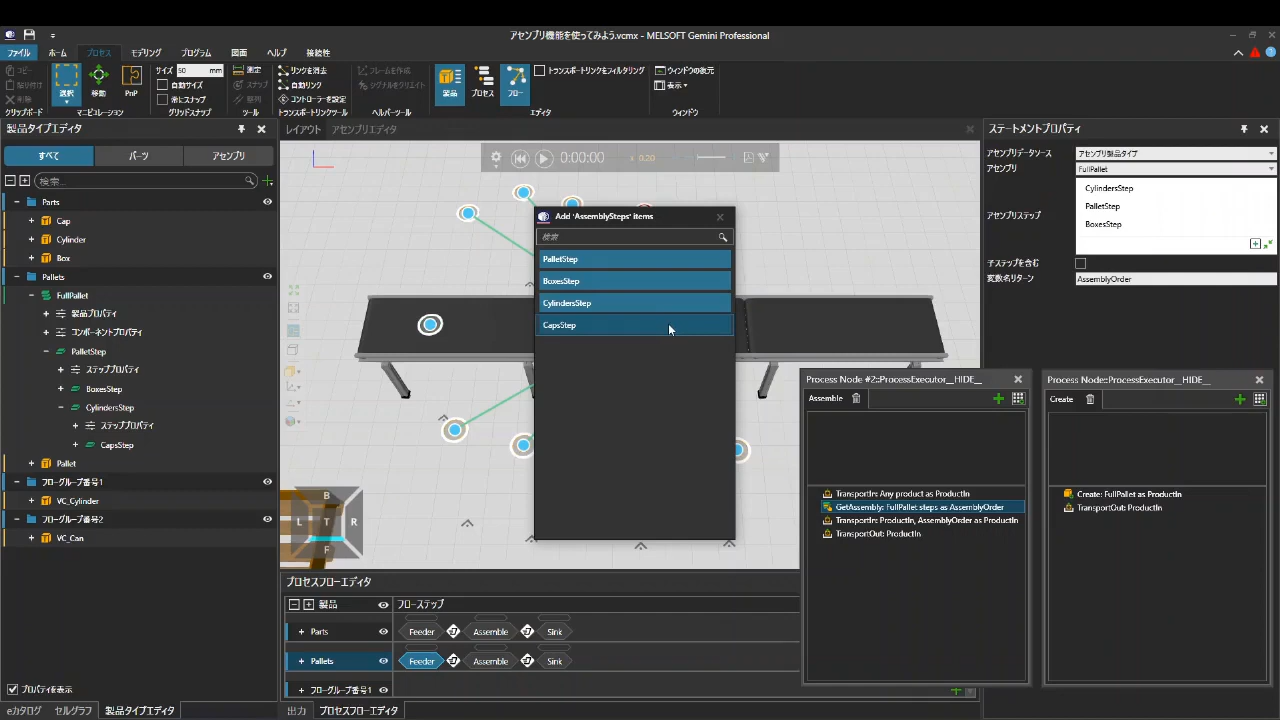 アセンブリ機能を使ってみよう.vcmx - MELSOFT Gemini Professional
ファイル ホーム プロセス モデリング プログラム 図面 ヘルプ 接続性
コピー
貼り付け
削除
クリップボード
選択 移動 PnP
マニピュレーション
サイズ 50 mm
自動サイズ
常にスナップ
グリッドスナップ
測定
スナップ
整列
ツール
リンクを消去
自動リンク
コントローラーを設定
トランスポートリンクツール
フレームを作成
シグナルをクリエイト
ヘルパーツール
製品 プロセス フロー
トランスポートリンクをフィルタリング
エディタ
ウィンドウの復元
表示
ウィンドウ
製品タイプエディタ
すべて パーツ アセンブリ
検索...
Parts
Cap
Cylinder
Box
Pallets
FullPallet
製品プロパティ
コンポーネントプロパティ
PalletStep
ステッププロパティ
BoxesStep
CylindersStep
ステッププロパティ
CapsStep
Pallet
フローグループ番号1
VC_Cylinder
フローグループ番号2
VC_Can
プロパティを表示
eカタログ セルグラフ 製品タイプエディタ
レイアウト アセンブリエディタ
0:00:00 x 0.20
Add 'AssemblySteps' items
検索
PalletStep
BoxesStep
CylindersStep
CapsStep
B
L T R
F
プロセスフローエディタ
製品 フローステップ
Parts Feeder Assemble Sink
Pallets Feeder Assemble Sink
フローグループ番号1
出力 プロセスフローエディタ
ステートメントプロパティ
アセンブリデータソース アセンブリ製品タイプ
アセンブリ FullPallet
アセンブリステップ
CylindersStep
PalletStep
BoxesStep
子ステップを含む
変数名リターン AssemblyOrder
Process Node #2::ProcessExecutor__HIDE__
Assemble
TransportIn: Any product as ProductIn
GetAssembly: FullPallet steps as AssemblyOrder
TransportIn: ProductIn, AssemblyOrder as ProductIn
TransportOut: ProductIn
Process Node::ProcessExecutor__HIDE__
Create
Create: FullPallet as ProductIn
TransportOut: ProductIn